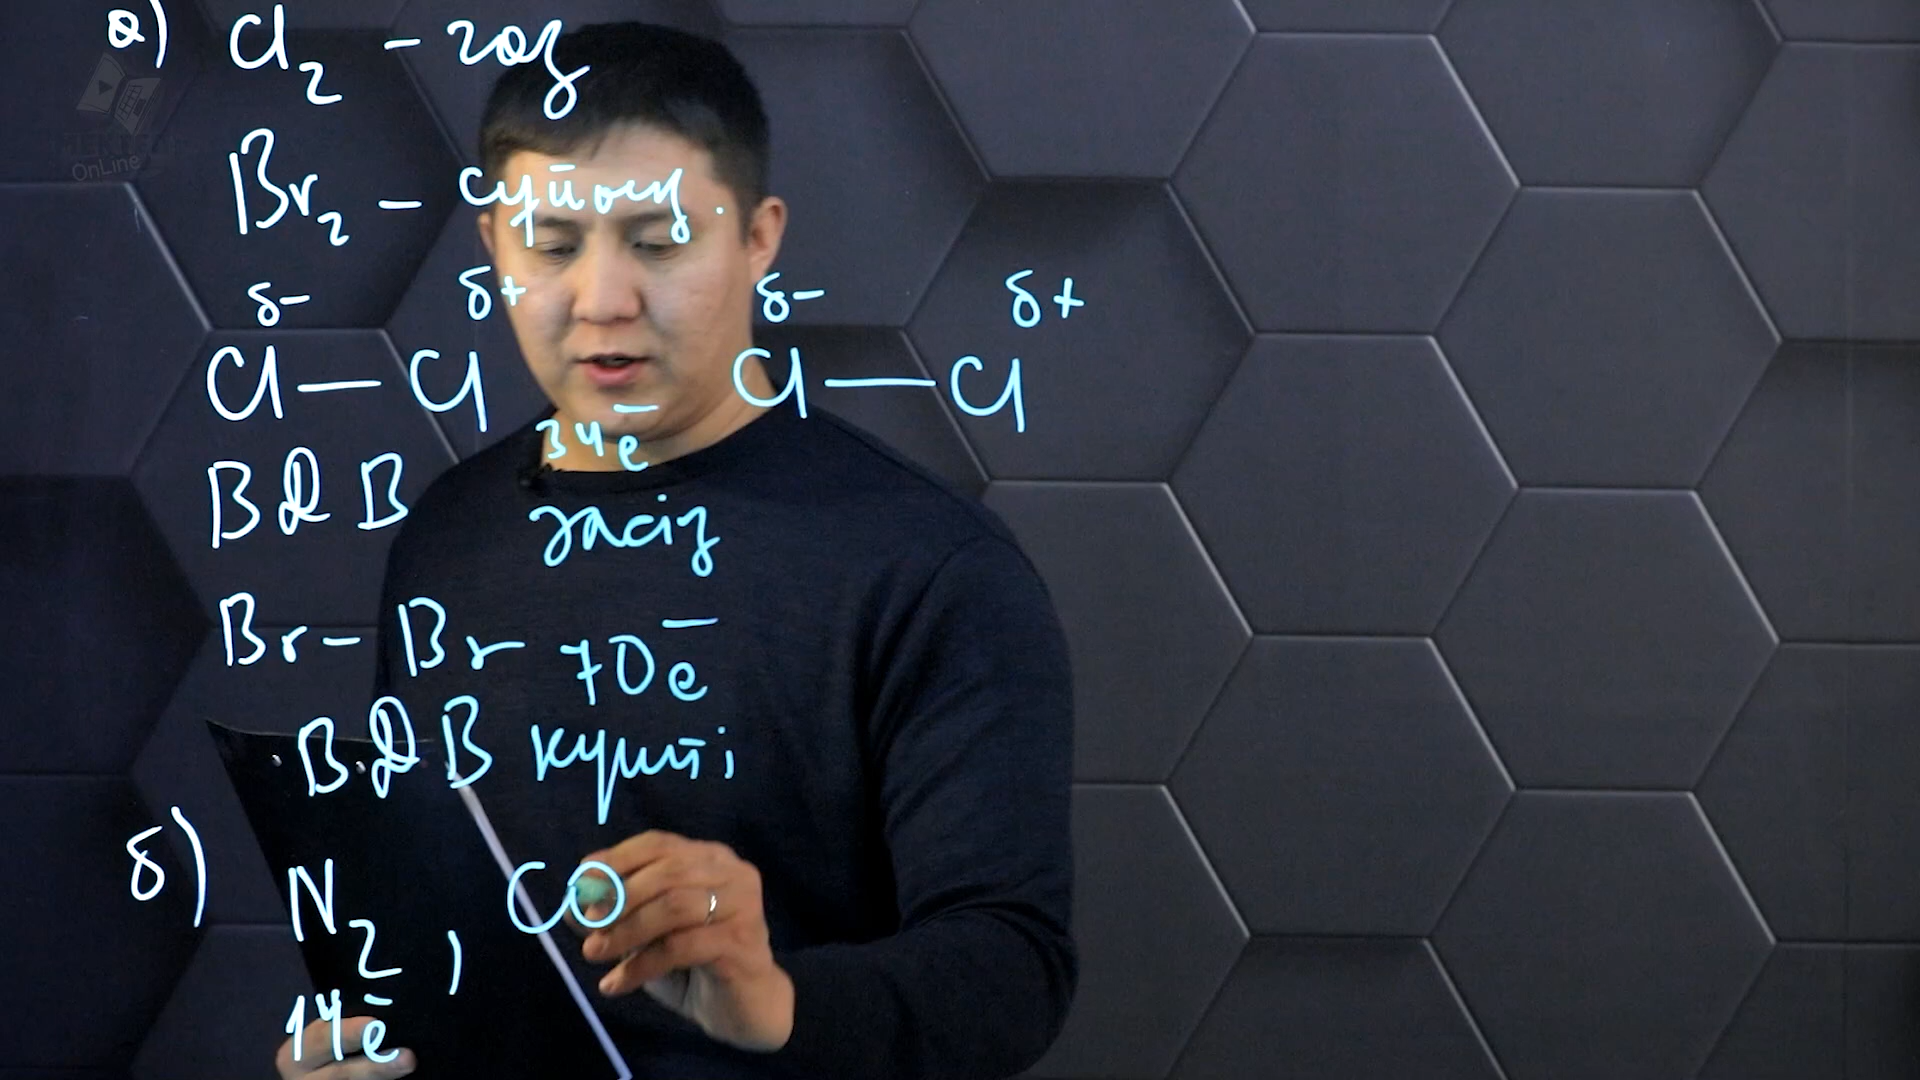 а) Cl₂ – газ
OnLine
Br₂ – сұйық.
δ– δ+ δ– δ+
Cl — Cl Cl — Cl
34e⁻
ВДВ әлсіз
Br – Br 70e⁻
ВДВ күшті
б) N₂, CO
14e⁻